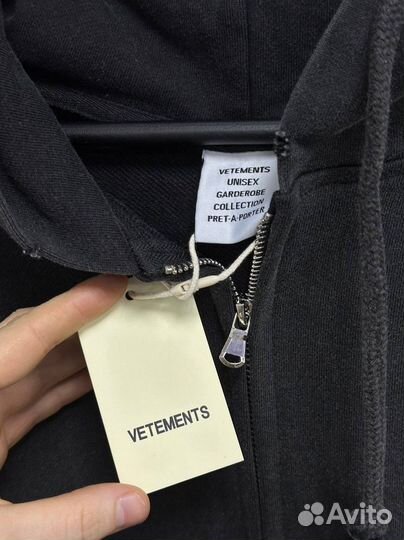 VETEMENTS
UNISEX
GARDEROBE
COLLECTION
PRET-A-PORTER
VETEMENTS
Avito